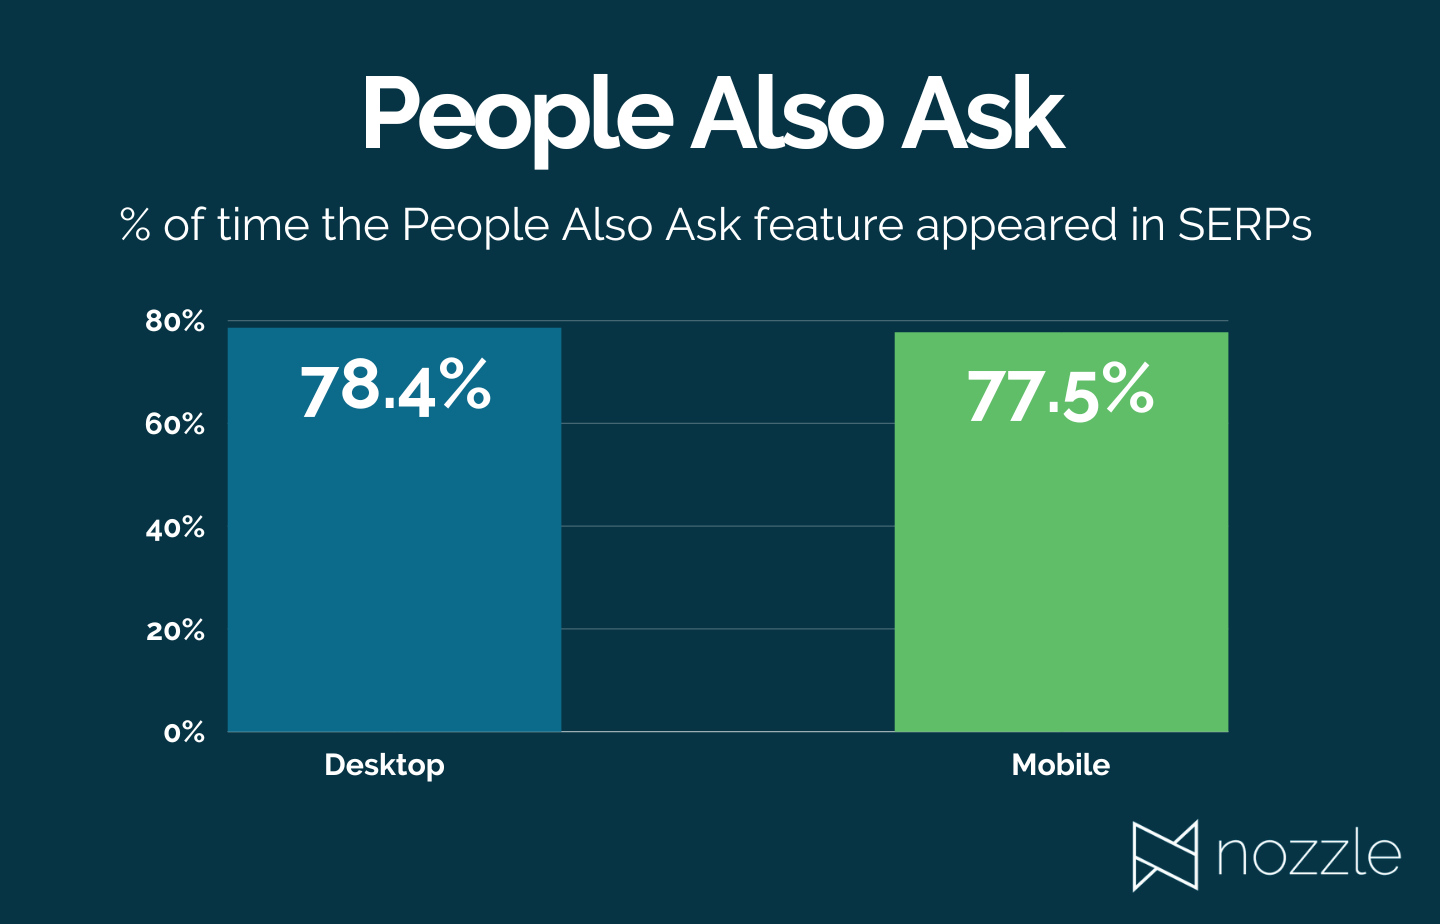 People Also Ask
% of time the People Also Ask feature appeared in SERPs
80%
78.4%
77.5%
60%
40%
20%
0%
Desktop
Mobile
nozzle